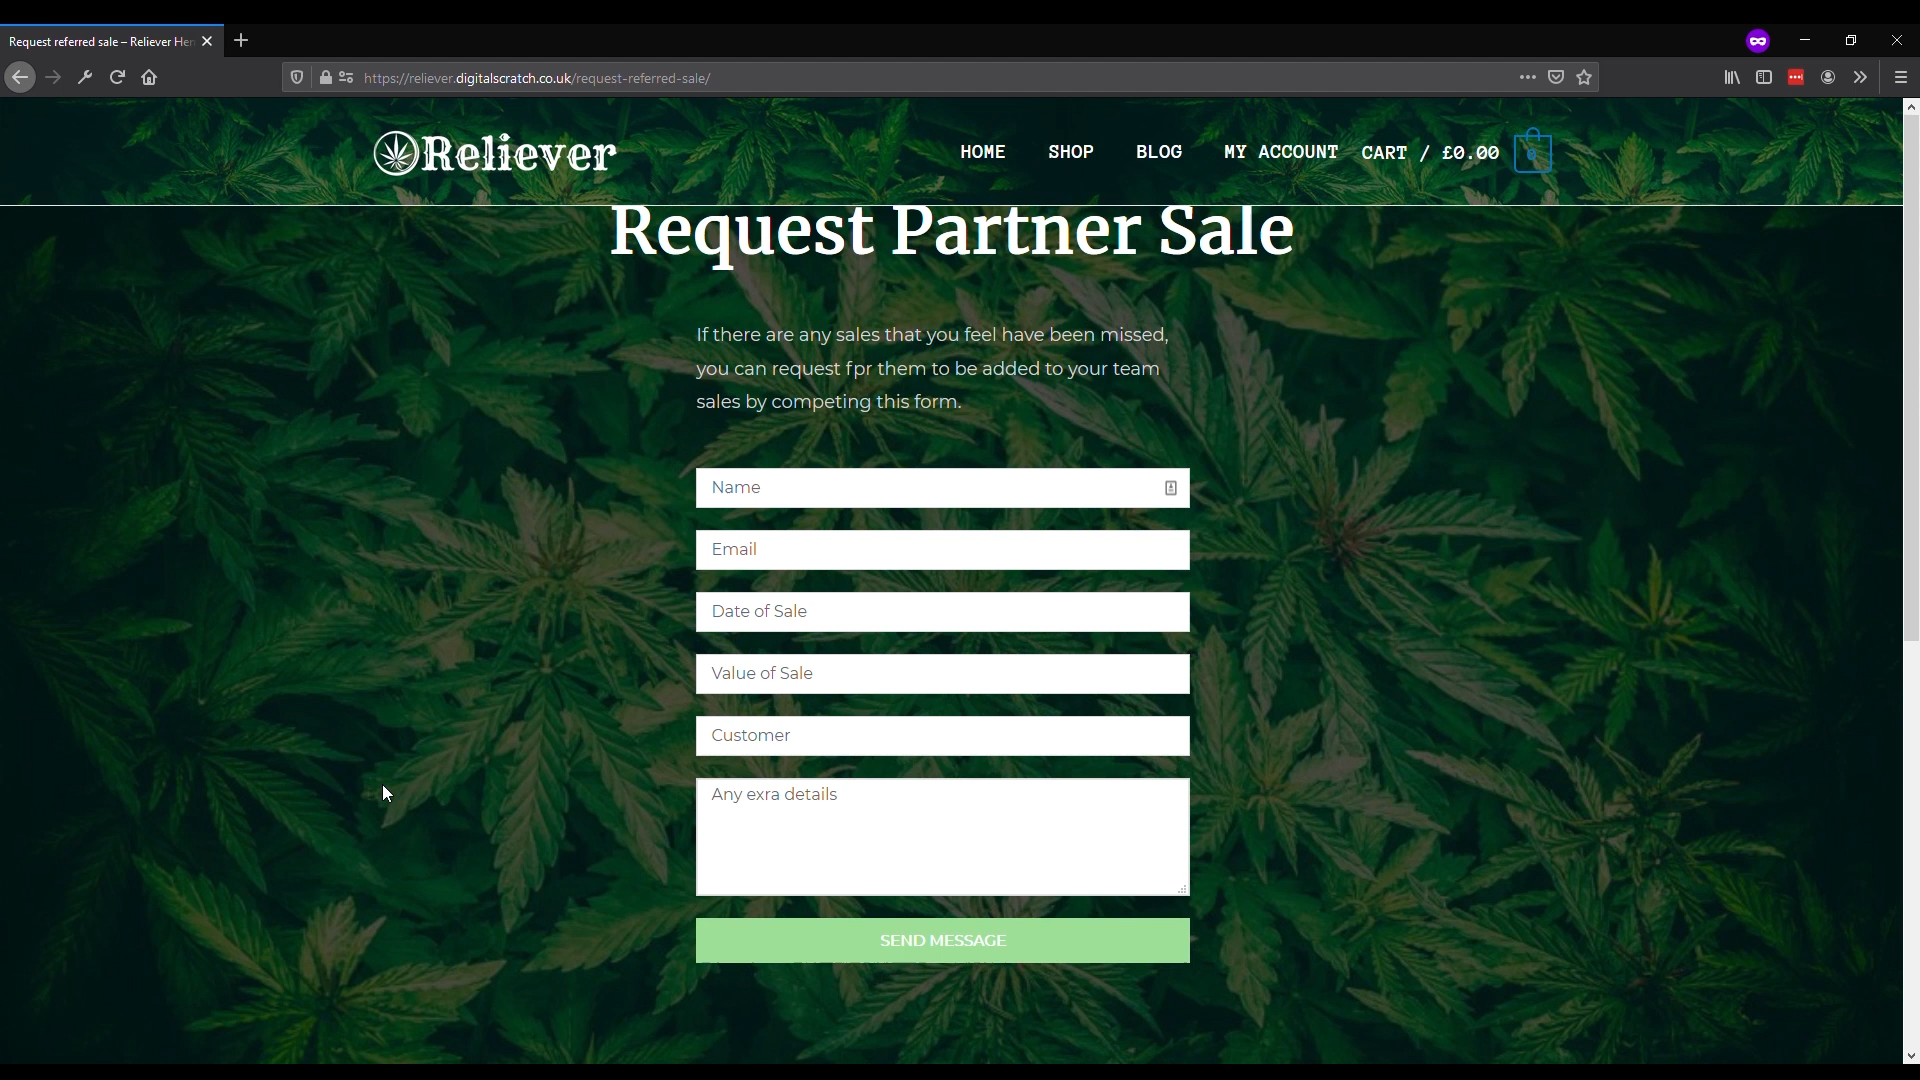 Request referred sale – Reliever Hem
https://reliever.digitalscratch.co.uk/request-referred-sale/
Reliever
HOME SHOP BLOG MY ACCOUNT CART / £0.00 0
Request Partner Sale
If there are any sales that you feel have been missed,
you can request fpr them to be added to your team
sales by competing this form.
Name
Email
Date of Sale
Value of Sale
Customer
Any exra details
SEND MESSAGE